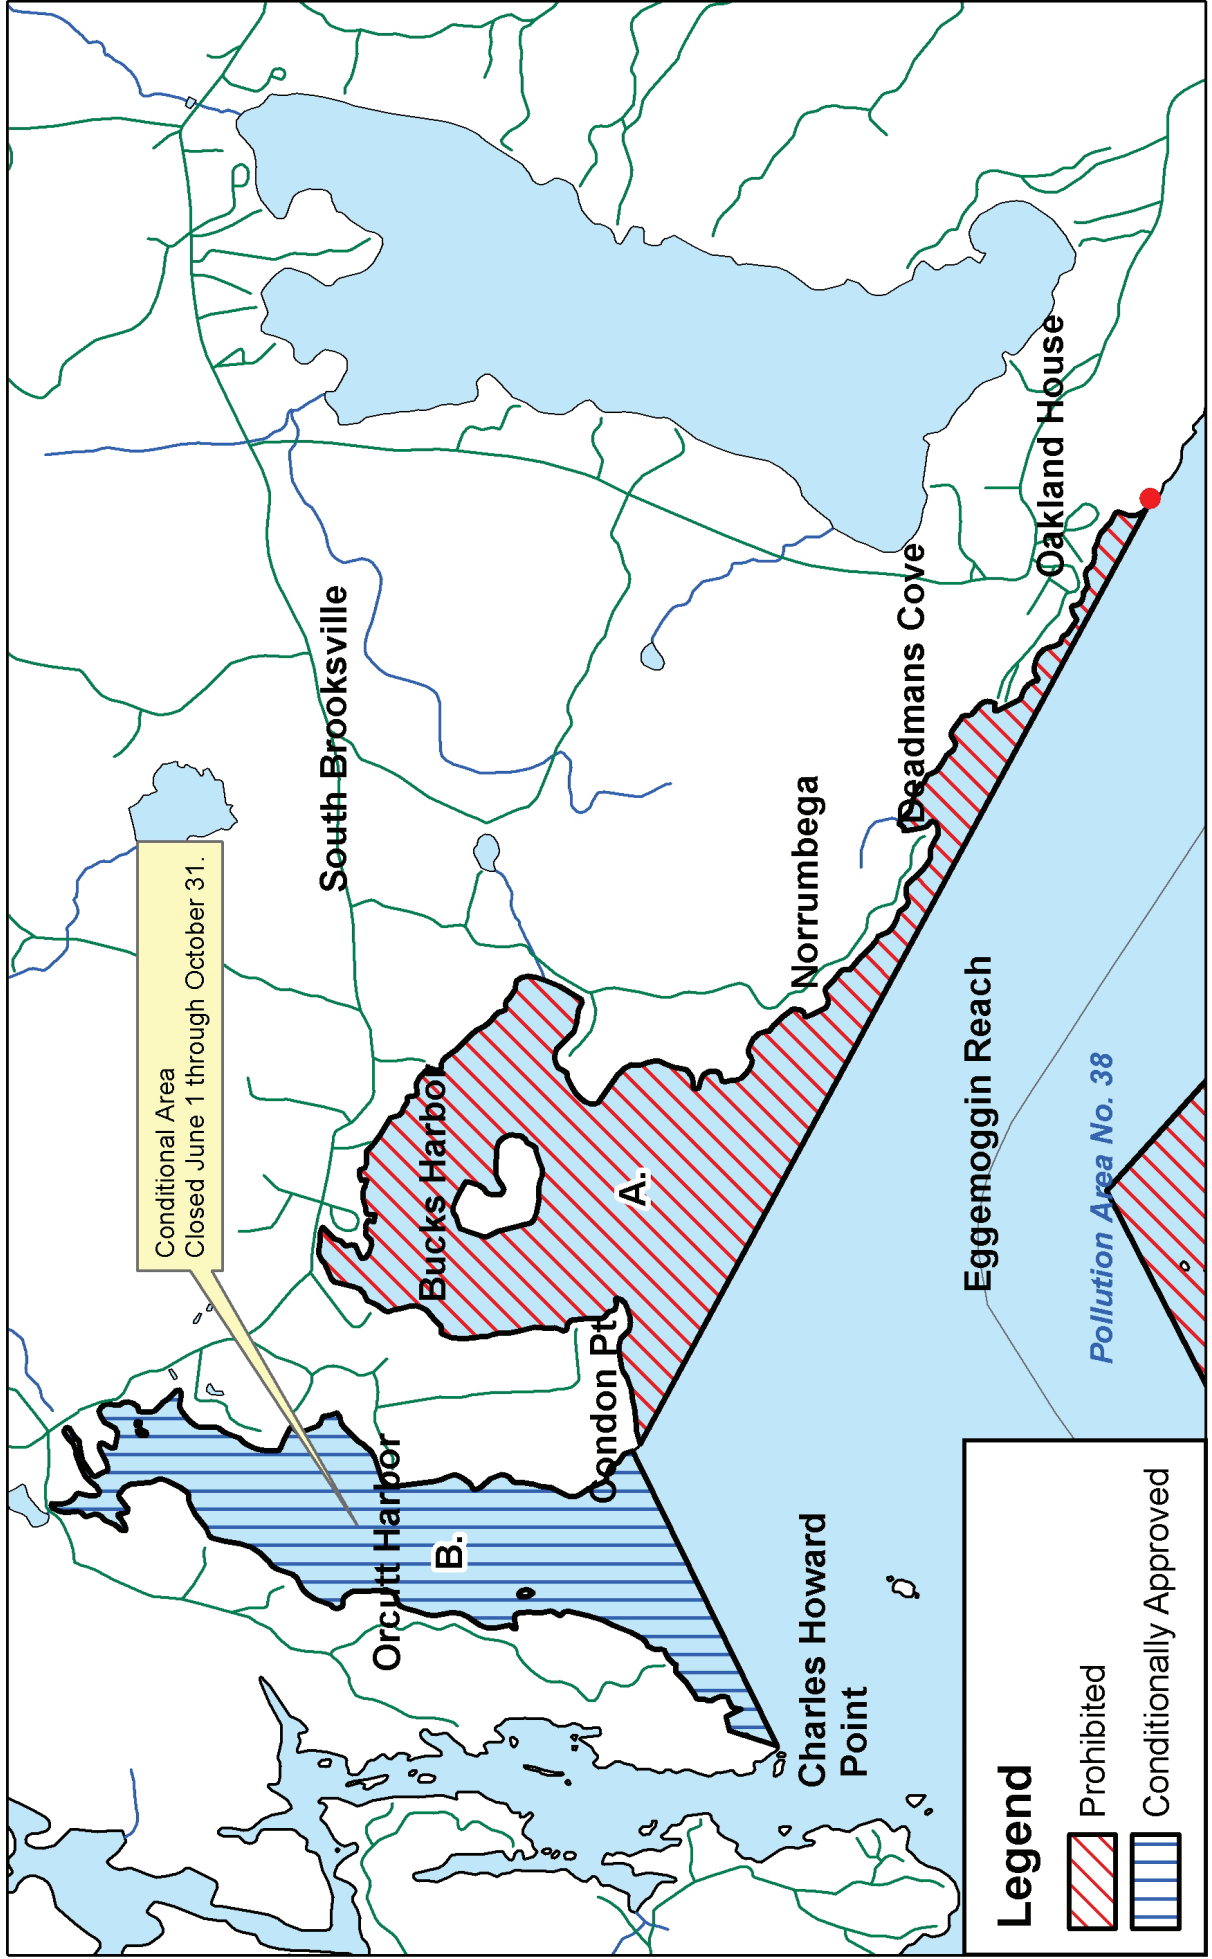 Conditional Area
Closed June 1 through October 31.
South Brooksville
Orcutt Harbor
B.
Bucks Harbor
A.
Condon Pt
Norrumbega
Deadmans Cove
Oakland House
Charles Howard
Point
Eggemoggin Reach
Pollution Area No. 38
Legend
Prohibited
Conditionally Approved